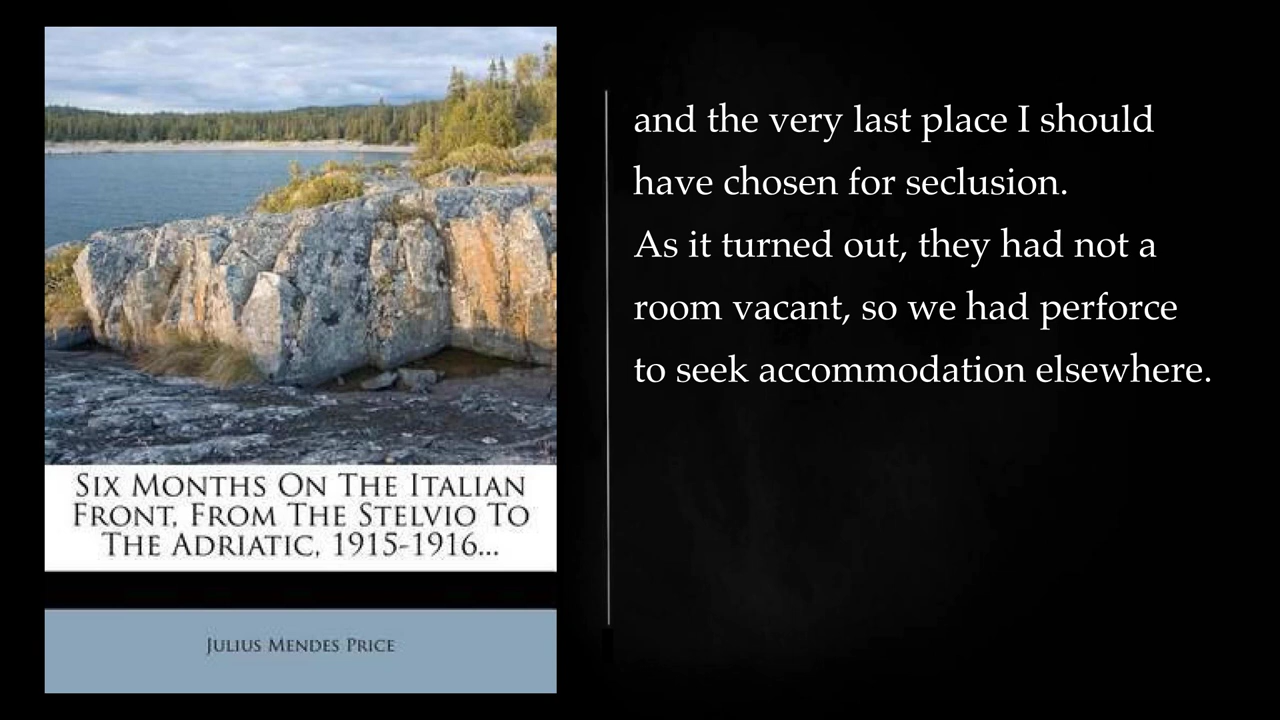 SIX MONTHS ON THE ITALIAN
FRONT, FROM THE STELVIO TO
THE ADRIATIC, 1915-1916...
JULIUS MENDES PRICE
and the very last place I should
have chosen for seclusion.
As it turned out, they had not a
room vacant, so we had perforce
to seek accommodation elsewhere.